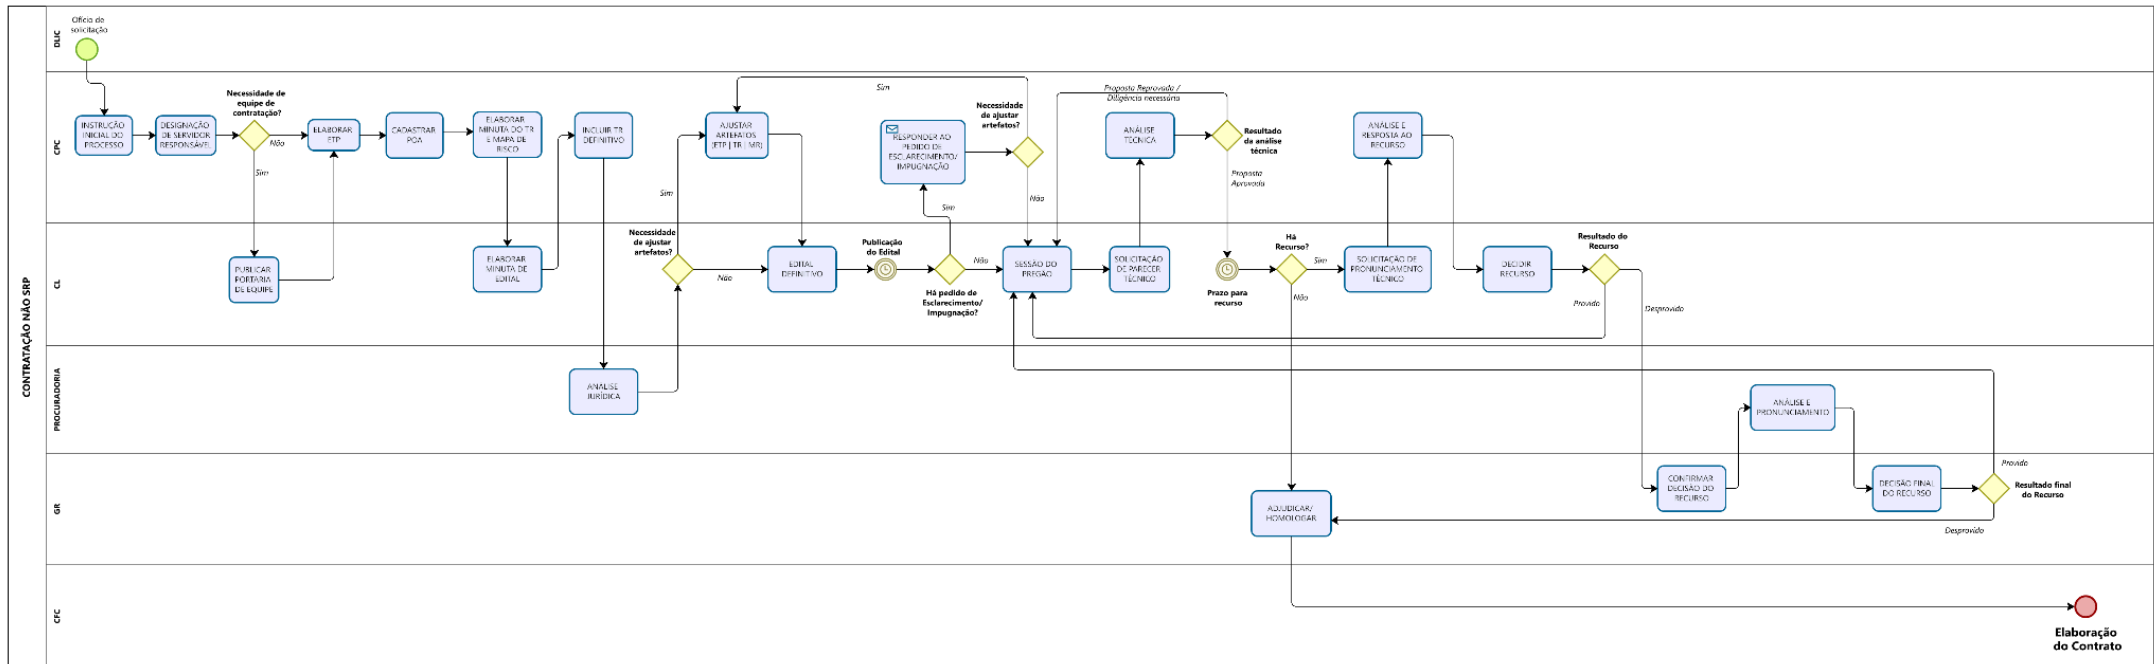 CONTRATAÇÃO NÃO SRP
DLIC
Ofício de
solicitação
CPC
INSTRUÇÃO
INICIAL DO
PROCESSO
DESIGNAÇÃO
DE SERVIDOR
RESPONSÁVEL
Necessidade de
equipe de
contratação?
Não
Sim
ELABORAR
ETP
CADASTRAR
POA
ELABORAR
MINUTA DO TR
E MAPA DE
RISCO
INCLUIR TR
DEFINITIVO
AJUSTAR
ARTEFATOS
(ETP | TR | MR)
Sim
Sim
RESPONDER AO
PEDIDO DE
ESCLARECIMENTO/
IMPUGNAÇÃO
Necessidade
de ajustar
artefatos?
Não
Sim
Proposta Reprovada /
Diligência necessária
ANÁLISE
TÉCNICA
Resultado
da análise
técnica
Proposta
Aprovada
ANÁLISE E
RESPOSTA AO
RECURSO
CL
PUBLICAR
PORTARIA
DE EQUIPE
ELABORAR
MINUTA DE
EDITAL
Necessidade
de ajustar
artefatos?
Não
EDITAL
DEFINITIVO
Publicação
do Edital
Há pedido de
Esclarecimento/
Impugnação?
Não
SESSÃO DO
PREGÃO
SOLICITAÇÃO
DE PARECER
TÉCNICO
Prazo para
recurso
Há
Recurso?
Sim
Não
SOLICITAÇÃO DE
PRONUNCIAMENTO
TÉCNICO
DECIDIR
RECURSO
Resultado do
Recurso
Provido
Desprovido
PROCURADORIA
ANÁLISE
JURÍDICA
ANÁLISE E
PRONUNCIAMENTO
GR
ADJUDICAR/
HOMOLOGAR
CONFIRMAR
DECISÃO DO
RECURSO
DECISÃO FINAL
DO RECURSO
Provido
Resultado final
do Recurso
Desprovido
CFC
Elaboração
do Contrato